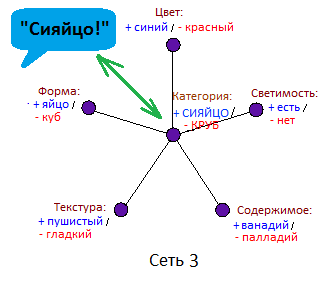 "Сияйцо!"
Цвет:
+ синий / - красный
Форма:
+ яйцо /
- куб
Категория:
+ СИЯЙЦО /
- КРУБ
Светимость:
+ есть /
- нет
Текстура:
+ пушистый /
- гладкий
Содержимое:
+ ванадий /
- палладий
Сеть 3